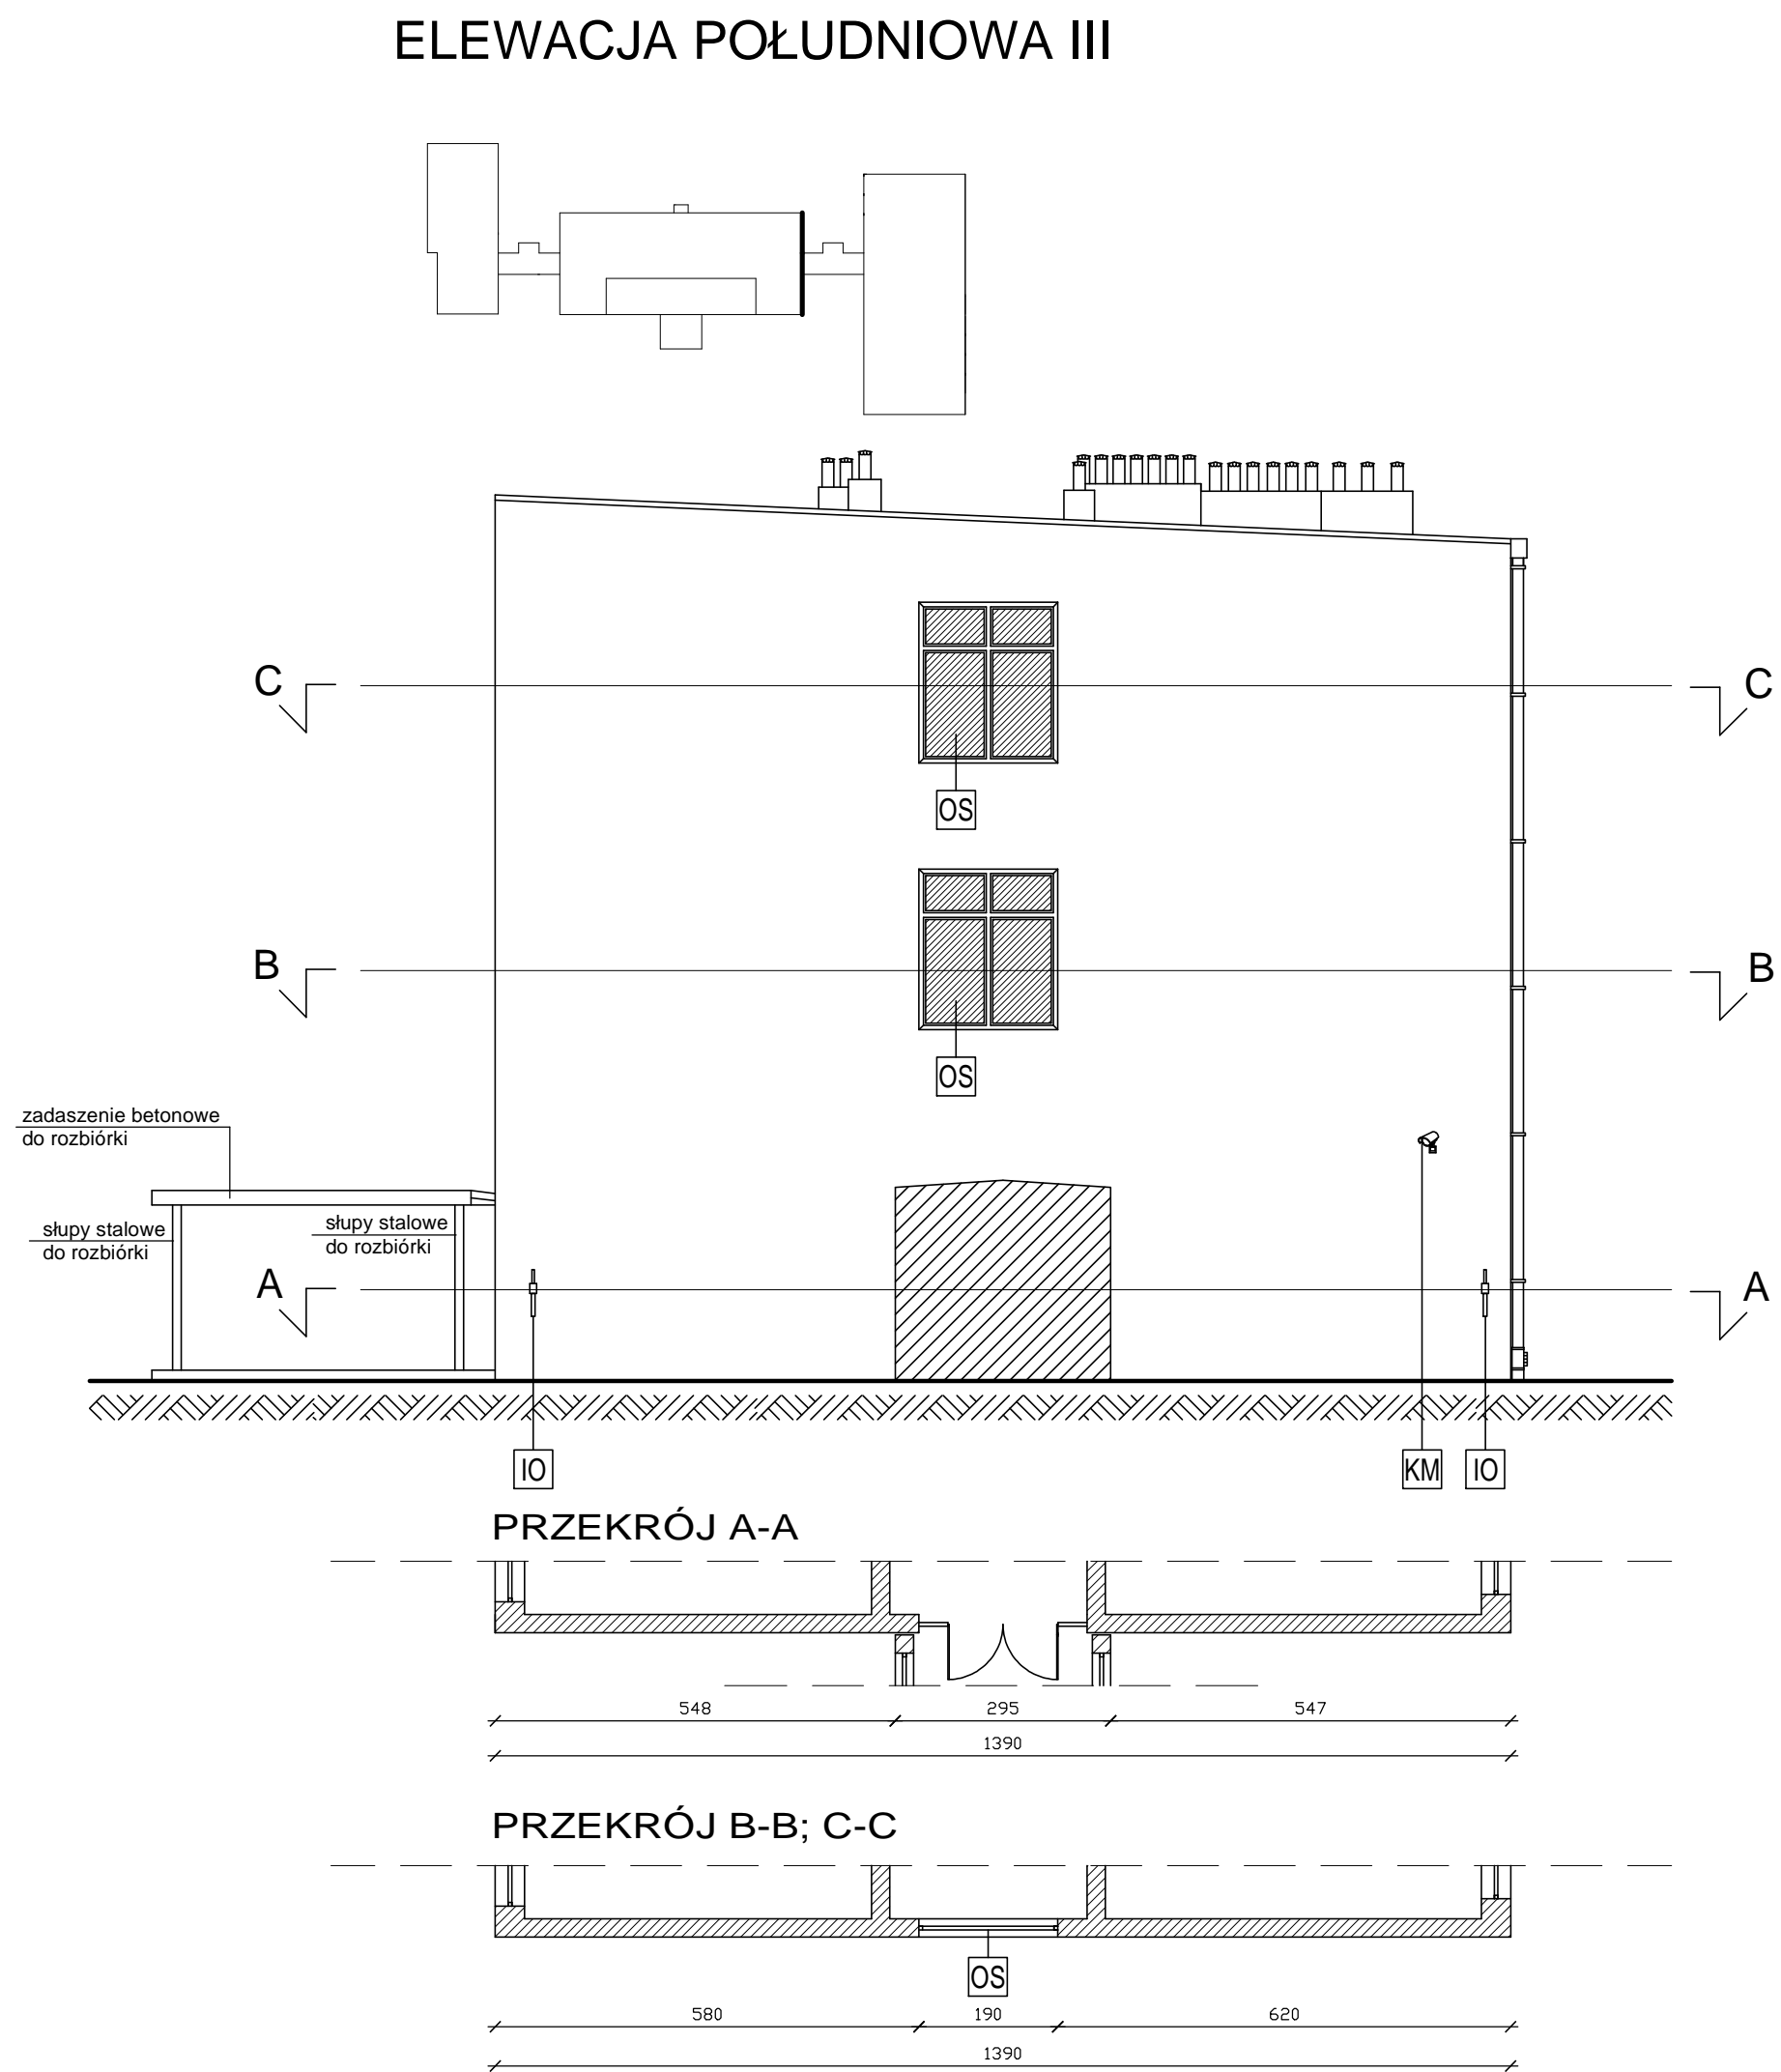 ELEWACJA POŁUDNIOWA III
C
C
OS
B
B
OS
zadaszenie betonowe
do rozbiórki
słupy stalowe
do rozbiórki
słupy stalowe
do rozbiórki
A
A
IO
KM
IO
PRZEKRÓJ A-A
548
295
547
1390
PRZEKRÓJ B-B; C-C
OS
580
190
620
1390